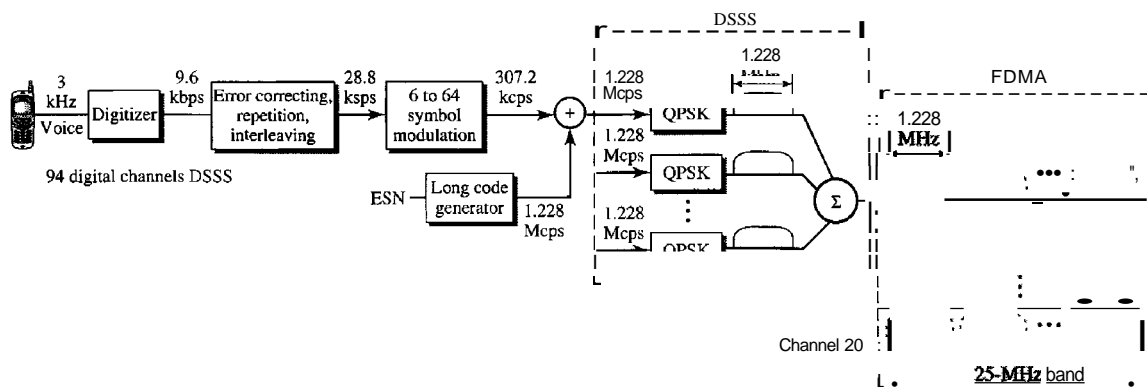 DSSS
FDMA
3
kHz
Voice
Digitizer
9.6
kbps
Error correcting,
repetition,
interleaving
28.8
ksps
6 to 64
symbol
modulation
307.2
kcps
+
94 digital channels DSSS
ESN
Long code
generator
1.228
Mcps
1.228
Mcps
QPSK
1.228
1.228
Mcps
QPSK
1.228
Mcps
QPSK
Σ
1.228
MHz
Channel 20
25-MHz band